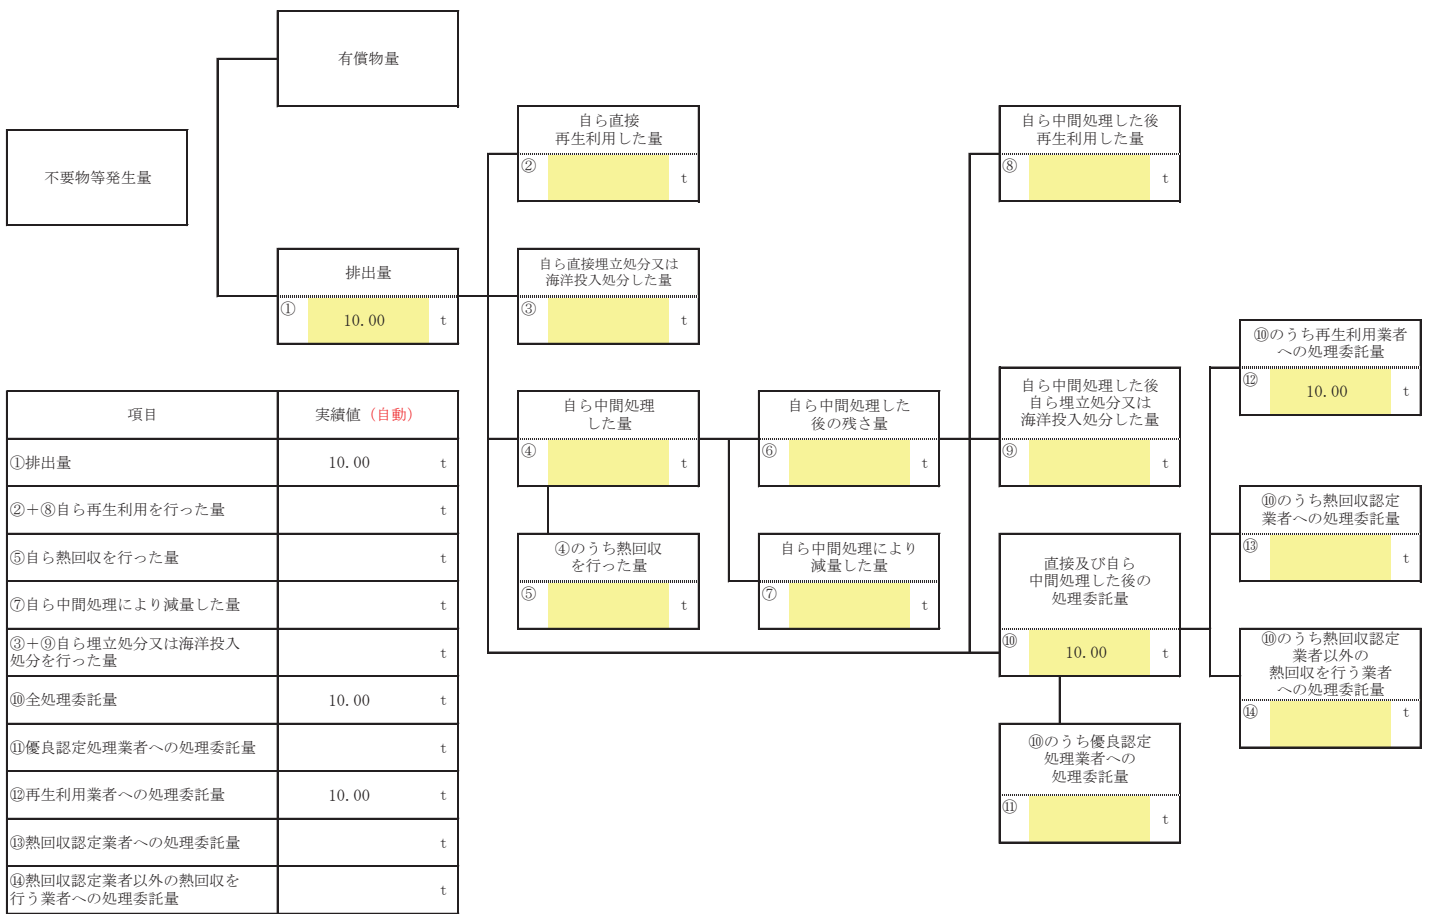 有償物量
不要物等発生量
排出量
①
10.00
t
自ら直接
再生利用した量
②
t
自ら直接埋立処分又は
海洋投入処分した量
③
t
自ら中間処理
した量
④
t
④のうち熱回収
を行った量
⑤
t
自ら中間処理した
後の残さ量
⑥
t
自ら中間処理により
減量した量
⑦
t
自ら中間処理した後
再生利用した量
⑧
t
自ら中間処理した後
自ら埋立処分又は
海洋投入処分した量
⑨
t
直接及び自ら
中間処理した後の
処理委託量
⑩
10.00
t
⑩のうち優良認定
処理業者への
処理委託量
⑪
t
⑩のうち再生利用業者
への処理委託量
⑫
10.00
t
⑩のうち熱回収認定
業者への処理委託量
⑬
t
⑩のうち熱回収認定
業者以外の
熱回収を行う業者
への処理委託量
⑭
t
項目 実績値（自動）
①排出量 10.00 t
②＋⑧自ら再生利用を行った量 t
⑤自ら熱回収を行った量 t
⑦自ら中間処理により減量した量 t
③＋⑨自ら埋立処分又は海洋投入
処分を行った量 t
⑩全処理委託量 10.00 t
⑪優良認定処理業者への処理委託量 t
⑫再生利用業者への処理委託量 10.00 t
⑬熱回収認定業者への処理委託量 t
⑭熱回収認定業者以外の熱回収を
行う業者への処理委託量 t